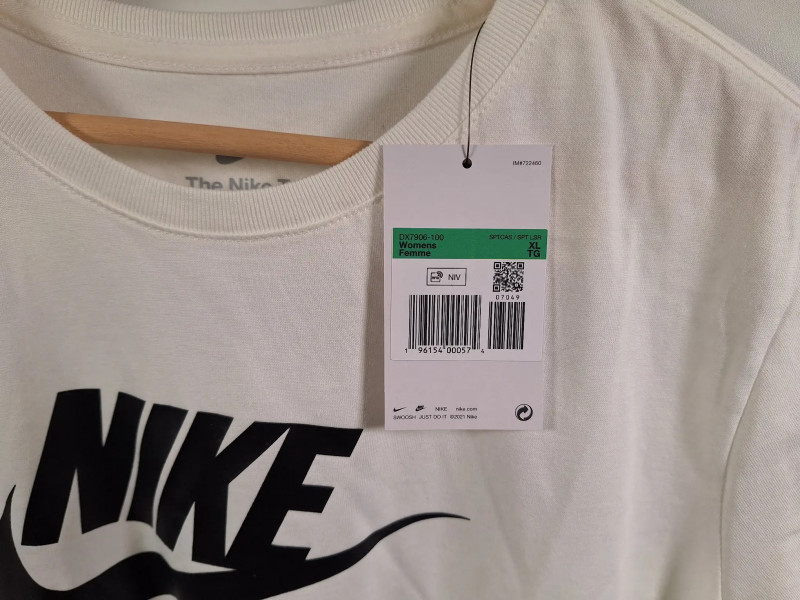 The Nike T
IM#722460
DX7906-100 SPTCAS / SPT LSR
Womens XL
Femme TG
NIV
07049
1 96154 00057 4
NIKE nike.com
SWOOSH JUST DO IT ©2021 Nike
NIKE